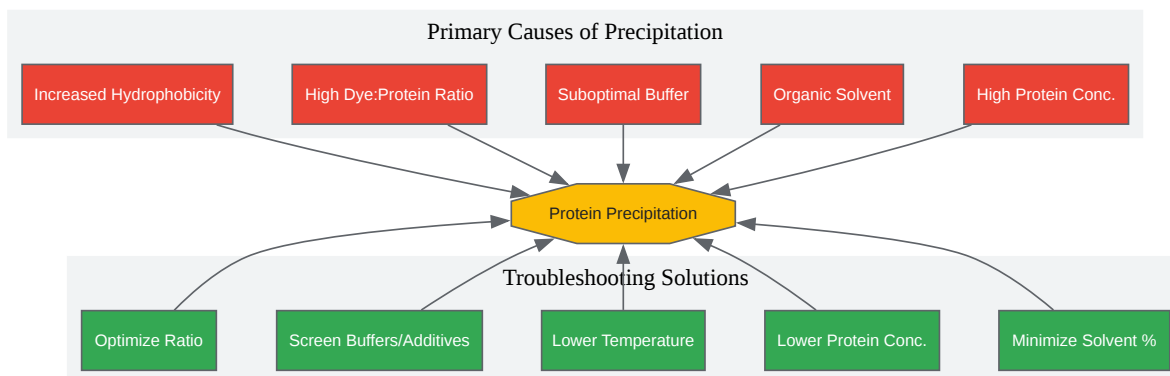 Primary Causes of Precipitation
Increased Hydrophobicity
High Dye:Protein Ratio
Suboptimal Buffer
Organic Solvent
High Protein Conc.
Protein Precipitation
Troubleshooting Solutions
Optimize Ratio
Screen Buffers/Additives
Lower Temperature
Lower Protein Conc.
Minimize Solvent %